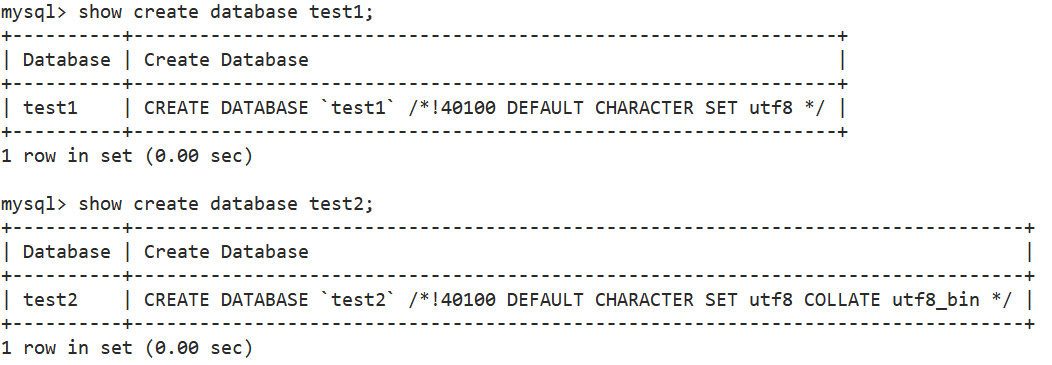 mysql> show create database test1;
+----------+----------------------------------------------------------------+
| Database | Create Database                                                |
+----------+----------------------------------------------------------------+
| test1    | CREATE DATABASE `test1` /*!40100 DEFAULT CHARACTER SET utf8 */ |
+----------+----------------------------------------------------------------+
1 row in set (0.00 sec)

mysql> show create database test2;
+----------+---------------------------------------------------------------------------------+
| Database | Create Database                                                                 |
+----------+---------------------------------------------------------------------------------+
| test2    | CREATE DATABASE `test2` /*!40100 DEFAULT CHARACTER SET utf8 COLLATE utf8_bin */ |
+----------+---------------------------------------------------------------------------------+
1 row in set (0.00 sec)